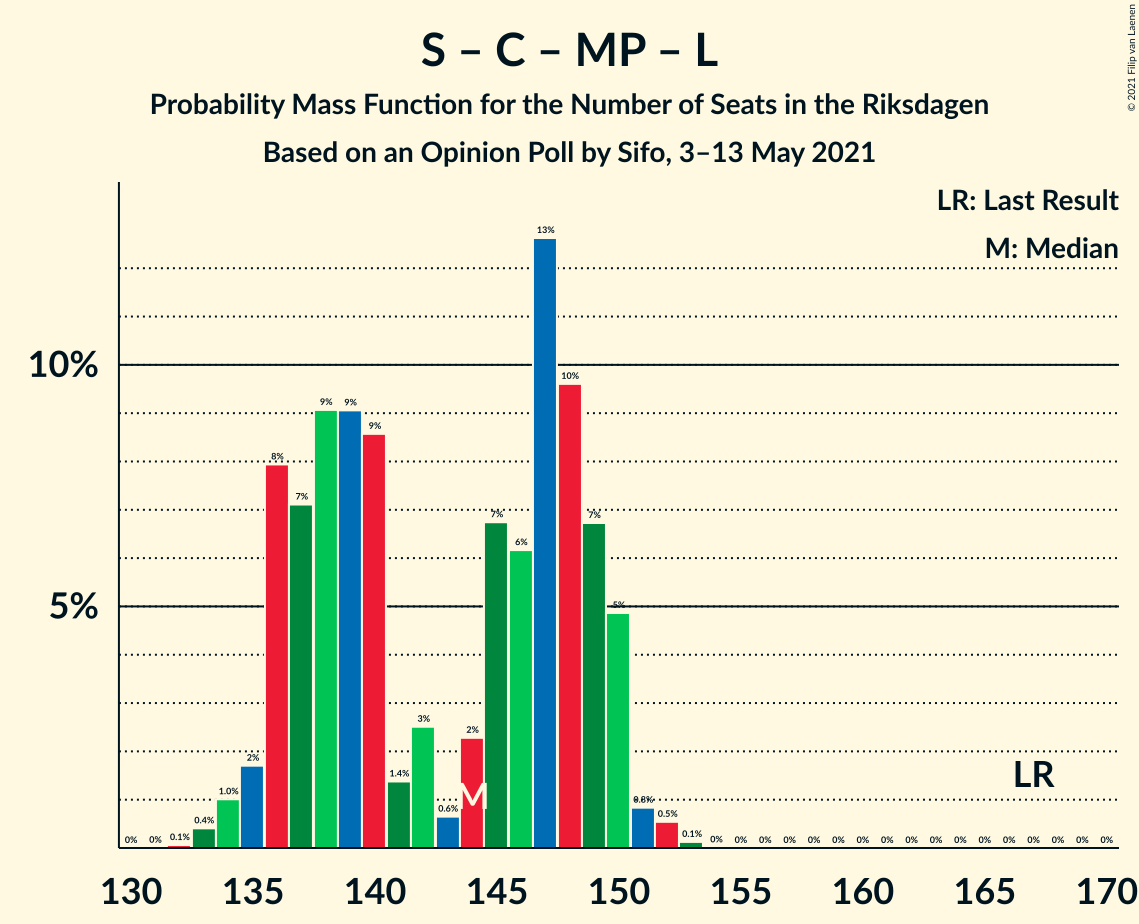 © 2021 Filip van Laenen
S – C – MP – L
Probability Mass Function for the Number of Seats in the Riksdagen
Based on an Opinion Poll by Sifo, 3–13 May 2021
LR: Last Result
M: Median
10%
5%
0% 0% 0.1% 0.4% 1.0% 2% 8% 7% 9% 9% 9% 1.4% 3% 0.6% 2% 7% 6% 13% 10% 7% 5% 0.8% 0.5% 0.1% 0% 0% 0% 0% 0% 0% 0% 0% 0% 0% 0% 0% 0% 0% 0% 0% 0%
M
LR
130 135 140 145 150 155 160 165 170